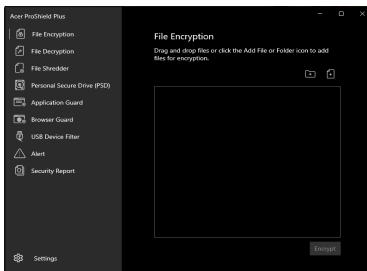 Acer ProShield Plus
File Encryption
File Decryption
File Shredder
Personal Secure Drive (PSD)
Application Guard
Browser Guard
USB Device Filter
Alert
Security Report
Settings
File Encryption
Drag and drop files or click the Add File or Folder icon to add
files for encryption.
Encrypt